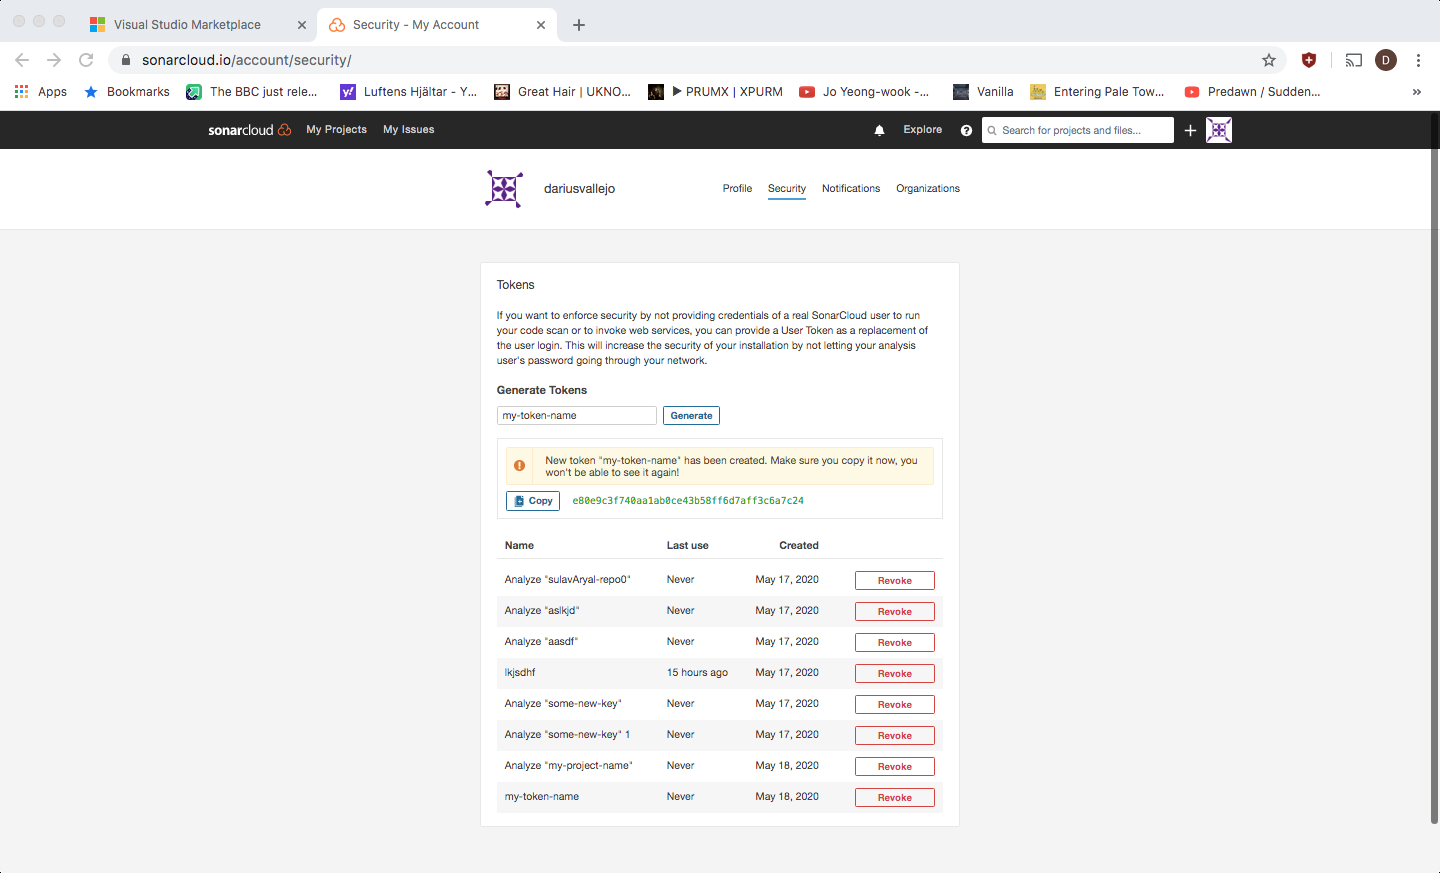 Visual Studio Marketplace
Security - My Account
sonarcloud.io/account/security/
D
Apps
Bookmarks
The BBC just rele...
Luftens Hjältar - Y...
Great Hair | UKNO...
▶ PRUMX | XPURM
Jo Yeong-wook -...
Vanilla
Entering Pale Tow...
Predawn / Sudden...
»
sonarcloud
My Projects
My Issues
Explore
Search for projects and files...
dariusvallejo
Profile
Security
Notifications
Organizations
Tokens
If you want to enforce security by not providing credentials of a real SonarCloud user to run
your code scan or to invoke web services, you can provide a User Token as a replacement of
the user login. This will increase the security of your installation by not letting your analysis
user's password going through your network.
Generate Tokens
my-token-name
Generate
New token "my-token-name" has been created. Make sure you copy it now, you
won't be able to see it again!
Copy
e80e9c3f740aa1ab0ce43b58ff6d7aff3c6a7c24
Name Last use Created
Analyze "sulavAryal-repo0" Never May 17, 2020 Revoke
Analyze "aslkjd" Never May 17, 2020 Revoke
Analyze "aasdf" Never May 17, 2020 Revoke
lkjsdhf 15 hours ago May 17, 2020 Revoke
Analyze "some-new-key" Never May 17, 2020 Revoke
Analyze "some-new-key" 1 Never May 17, 2020 Revoke
Analyze "my-project-name" Never May 18, 2020 Revoke
my-token-name Never May 18, 2020 Revoke